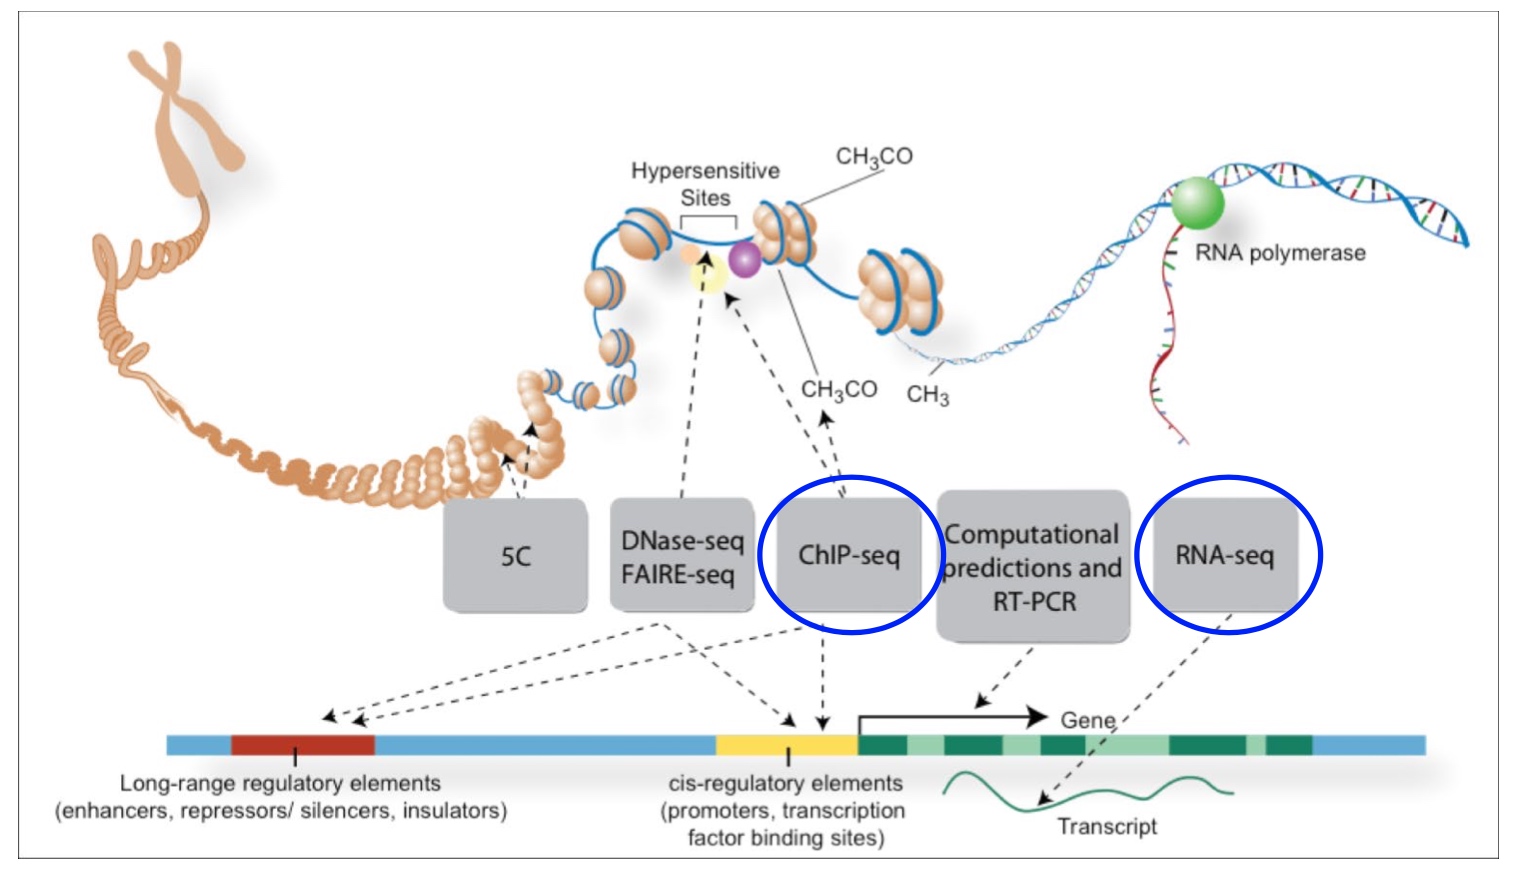 CH3CO
Hypersensitive
Sites
RNA polymerase
CH3CO
CH3
5C
DNase-seq
FAIRE-seq
ChIP-seq
Computational
predictions and
RT-PCR
RNA-seq
Gene
Long-range regulatory elements
(enhancers, repressors/ silencers, insulators)
cis-regulatory elements
(promoters, transcription
factor binding sites)
Transcript